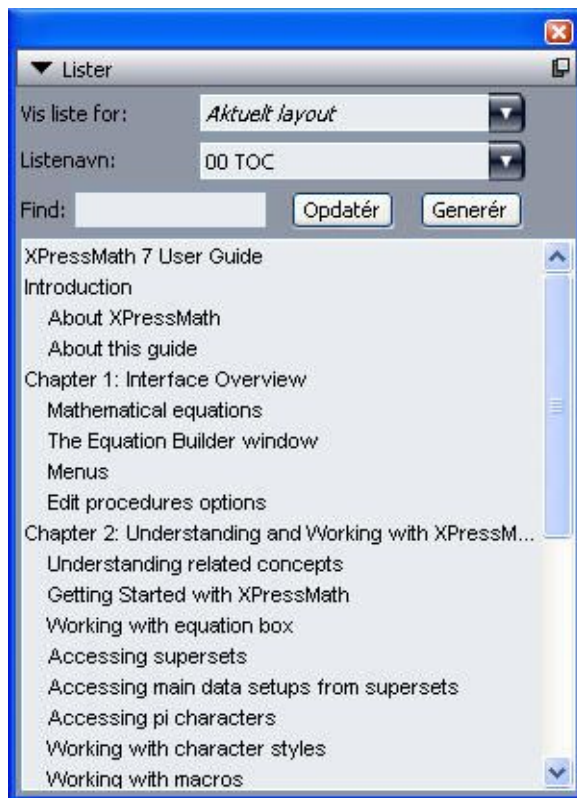 Lister
Vis liste for: Aktuelt layout
Listenavn: 00 TOC
Find: Opdatér Generér
XPressMath 7 User Guide
Introduction
About XPressMath
About this guide
Chapter 1: Interface Overview
Mathematical equations
The Equation Builder window
Menus
Edit procedures options
Chapter 2: Understanding and Working with XPressM...
Understanding related concepts
Getting Started with XPressMath
Working with equation box
Accessing supersets
Accessing main data setups from supersets
Accessing pi characters
Working with character styles
Working with macros